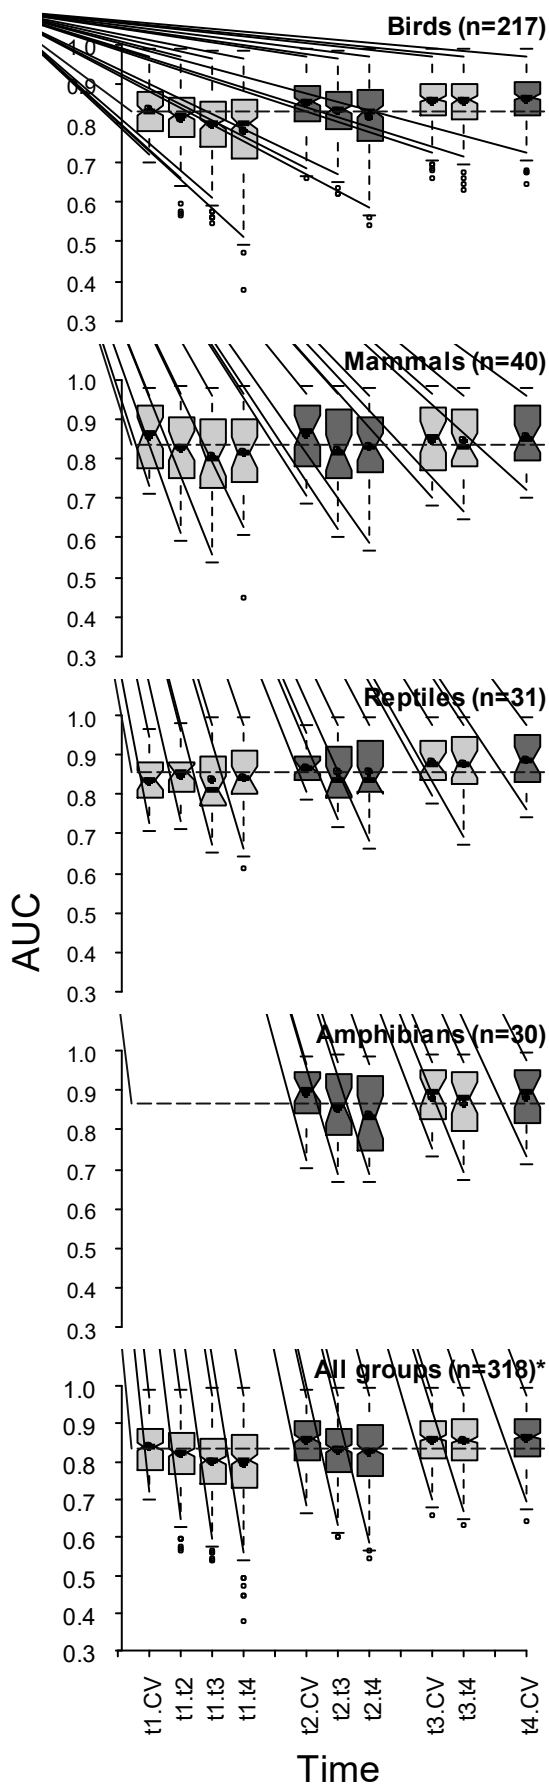 Birds (n=217)
1.0
0.9
0.8
0.7
0.6
0.5
0.4
0.3
Mammals (n=40)
1.0
0.9
0.8
0.7
0.6
0.5
0.4
0.3
Reptiles (n=31)
1.0
0.9
0.8
0.7
0.6
0.5
0.4
0.3
AUC
Amphibians (n=30)
1.0
0.9
0.8
0.7
0.6
0.5
0.4
0.3
All groups (n=318)*
1.0
0.9
0.8
0.7
0.6
0.5
0.4
0.3
t1.CV
t1.t2
t1.t3
t1.t4
t2.CV
t2.t3
t2.t4
t3.CV
t3.t4
t4.CV
Time